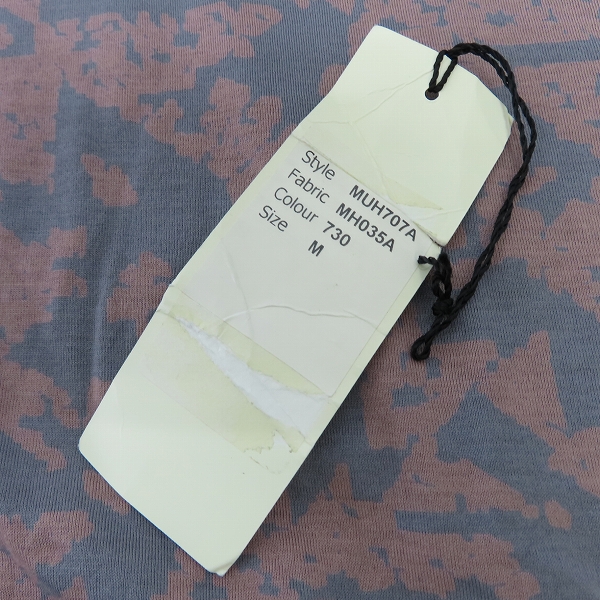 Style MUH707A
Fabric MH035A
Colour 730
Size M